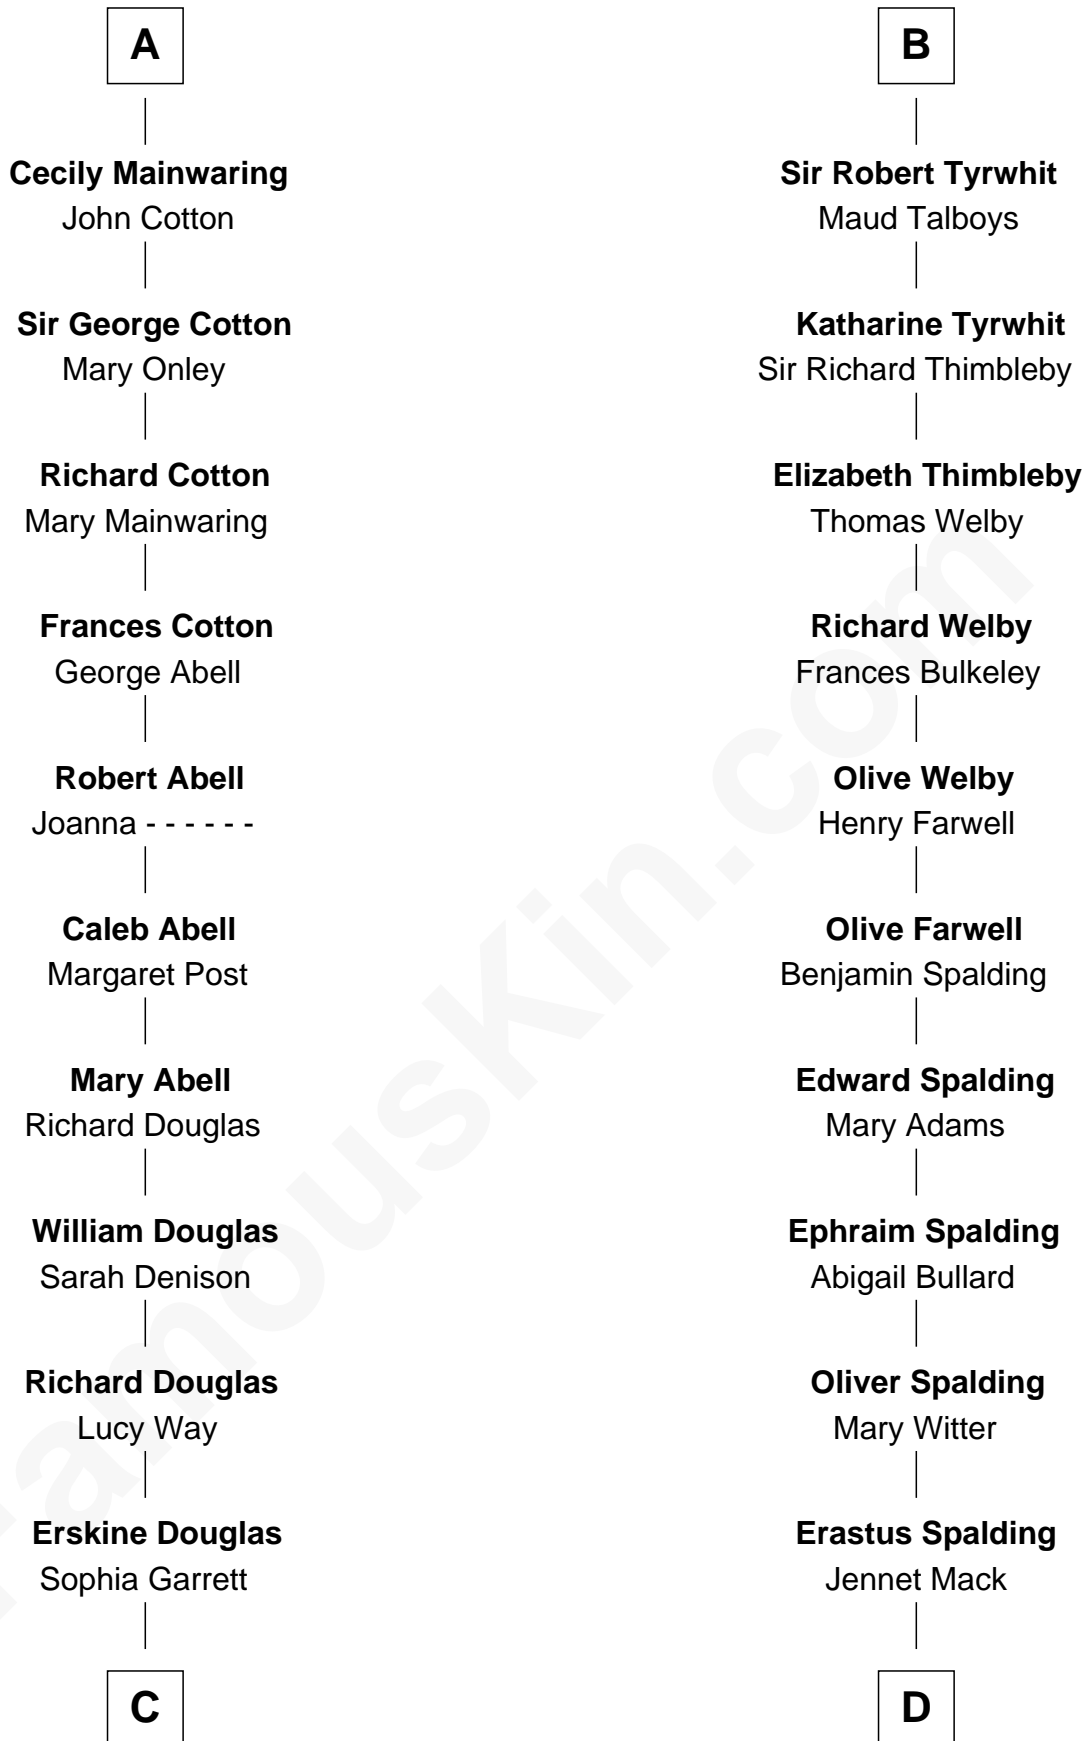 A
Cecily Mainwaring
John Cotton
Sir George Cotton
Mary Onley
Richard Cotton
Mary Mainwaring
Frances Cotton
George Abell
Robert Abell
Joanna - - - - - -
Caleb Abell
Margaret Post
Mary Abell
Richard Douglas
William Douglas
Sarah Denison
Richard Douglas
Lucy Way
Erskine Douglas
Sophia Garrett
C
B
Sir Robert Tyrwhit
Maud Talboys
Katharine Tyrwhit
Sir Richard Thimbleby
Elizabeth Thimbleby
Thomas Welby
Richard Welby
Frances Bulkeley
Olive Welby
Henry Farwell
Olive Farwell
Benjamin Spalding
Edward Spalding
Mary Adams
Ephraim Spalding
Abigail Bullard
Oliver Spalding
Mary Witter
Erastus Spalding
Jennet Mack
D
FamousKin.com